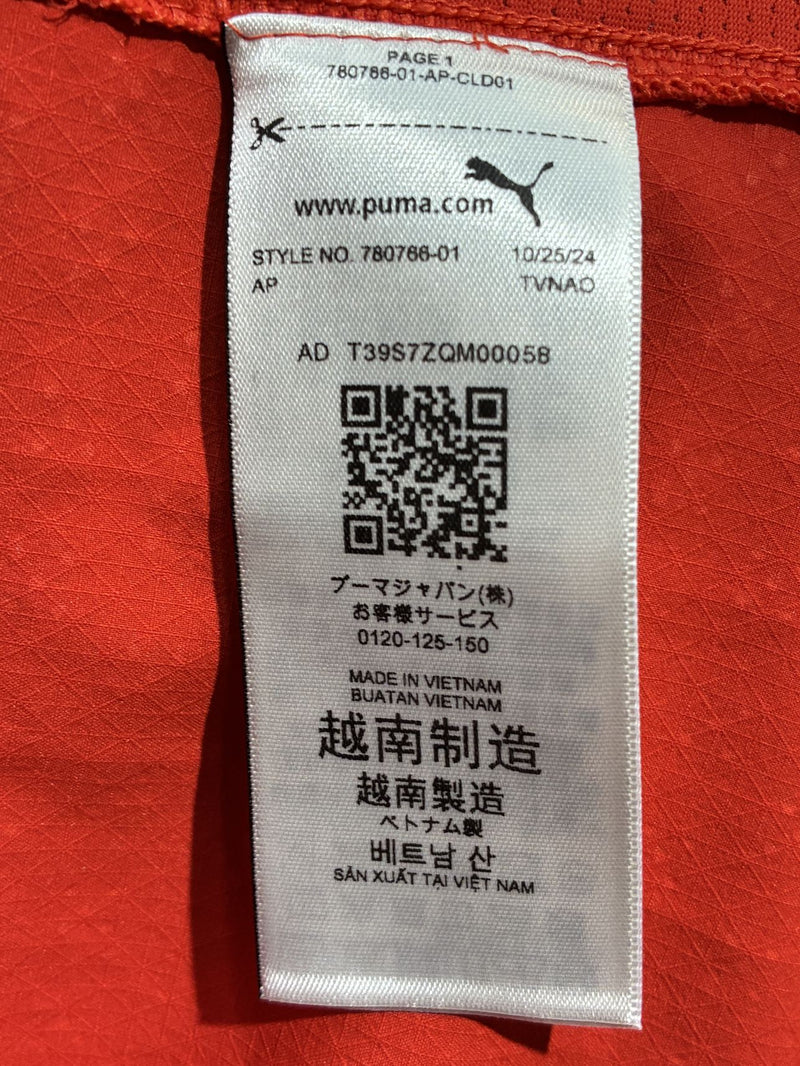 PAGE 1
780766-01-AP-CLD01
www.puma.com
STYLE NO. 780766-01 10/25/24
AP TVNAO
AD T39S7ZQM00058
プーマジャパン(株)
お客様サービス
0120-125-150
MADE IN VIETNAM
BUATAN VIETNAM
越南制造
越南製造
ベトナム製
베트남 산
SẢN XUẤT TẠI VIỆT NAM